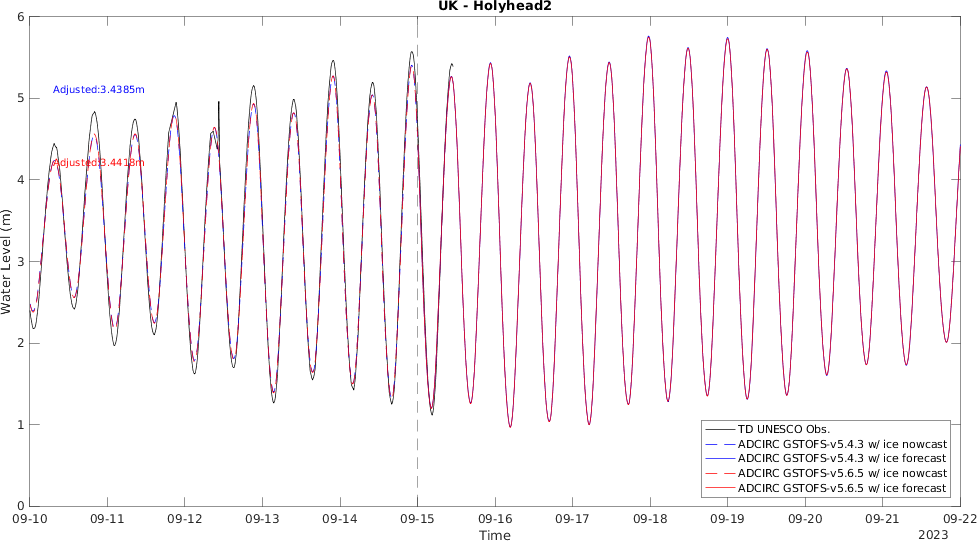 UK - Holyhead2
6
5
4
3
2
1
0
Water Level (m)
Adjusted:3.4385m
Adjusted:3.4418m
TD UNESCO Obs.
ADCIRC GSTOFS-v5.4.3 w/ ice nowcast
ADCIRC GSTOFS-v5.4.3 w/ ice forecast
ADCIRC GSTOFS-v5.6.5 w/ ice nowcast
ADCIRC GSTOFS-v5.6.5 w/ ice forecast
09-10 09-11 09-12 09-13 09-14 09-15 09-16 09-17 09-18 09-19 09-20 09-21 09-22
Time
2023